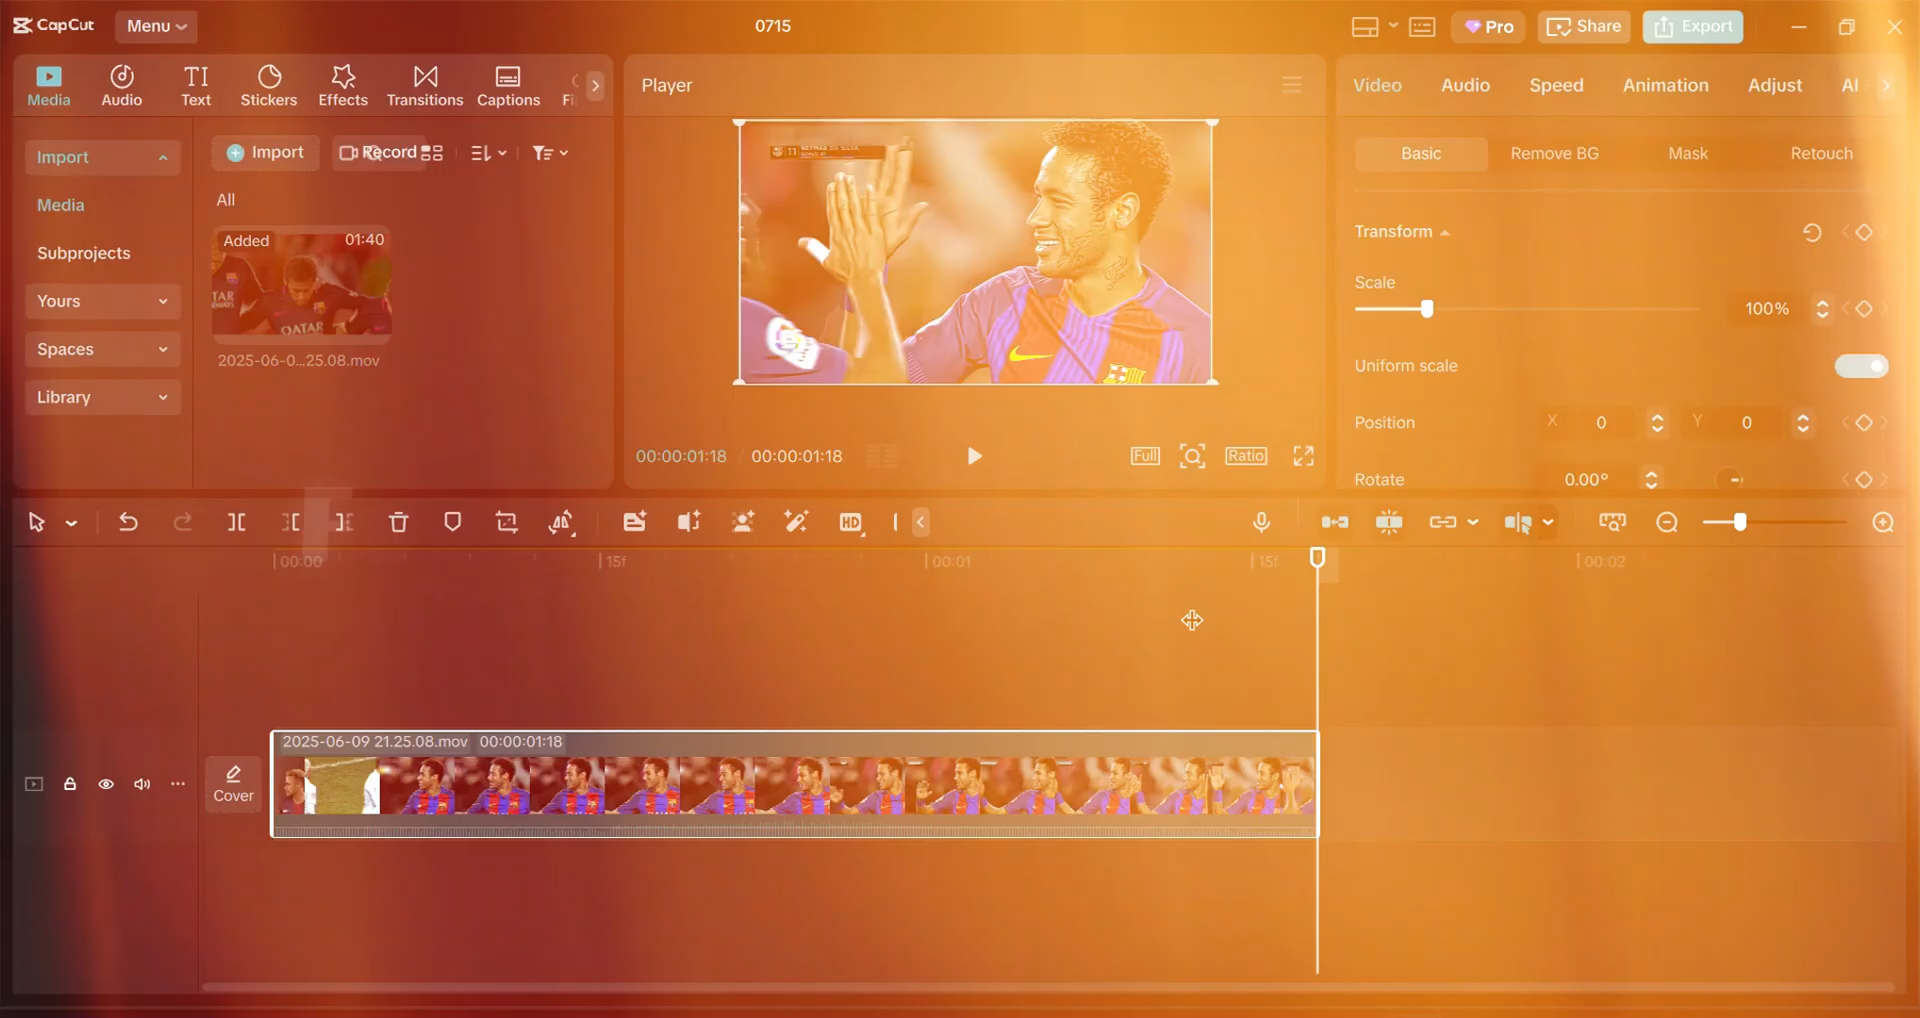 CapCut
Menu
0715
Pro
Share
Export
Media
Audio
Text
Stickers
Effects
Transitions
Captions
Fi
Player
Video
Audio
Speed
Animation
Adjust
AI
Import
Import
Record
Basic
Remove BG
Mask
Retouch
Media
All
Subprojects
Added
01:40
QATAR
2025-06-0...25.08.mov
Yours
Spaces
Library
11
Transform
Scale
100%
Uniform scale
Position
X
0
Y
0
Rotate
0.00°
00:00:01:18
00:00:01:18
Full
Ratio
HD
00:00
15f
00:01
15f
00:02
2025-06-09 21.25.08.mov 00:00:01:18
Cover